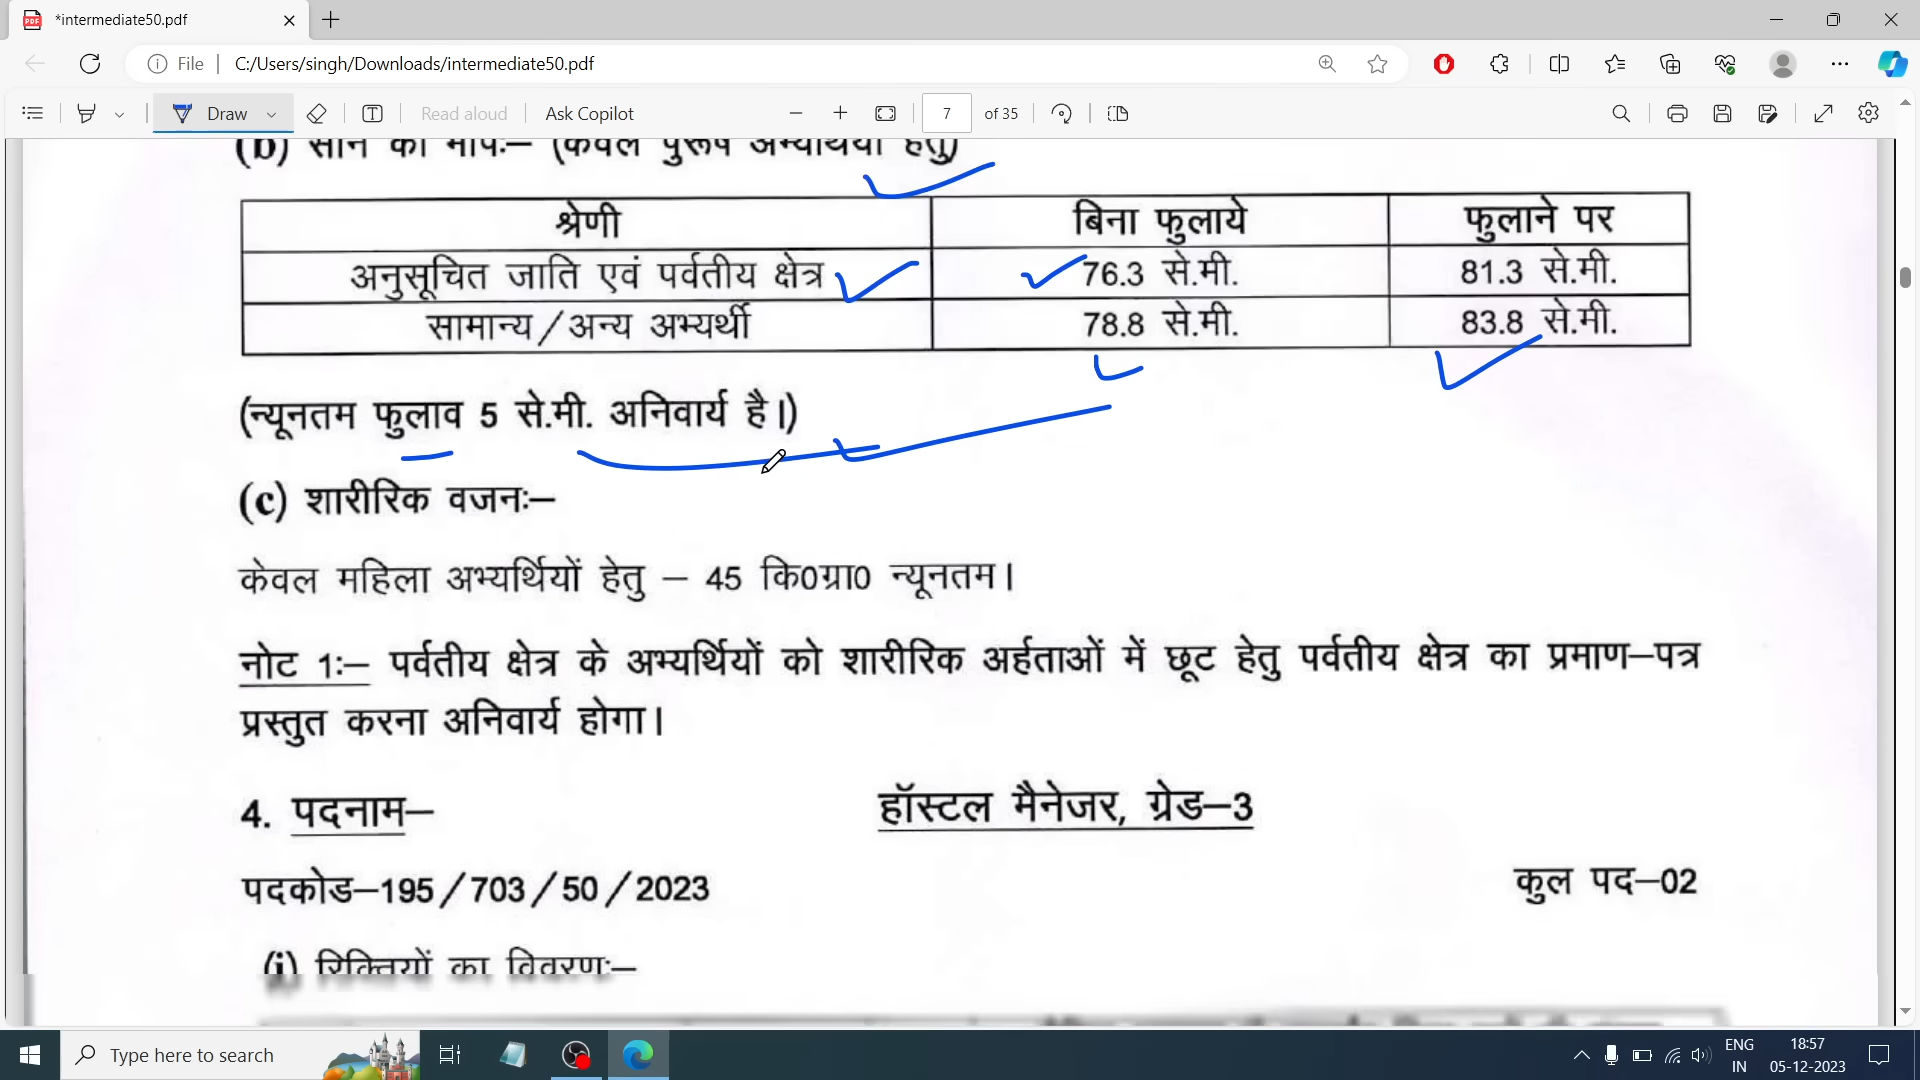 *intermediate50.pdf
File
C:/Users/singh/Downloads/intermediate50.pdf
Draw
Read aloud
Ask Copilot
7
of 35
(b) सीने की मापः– (केवल पुरूष अभ्यर्थियों हेतु)
श्रेणी बिना फुलाये फुलाने पर
अनुसूचित जाति एवं पर्वतीय क्षेत्र 76.3 से.मी. 81.3 से.मी.
सामान्य/अन्य अभ्यर्थी 78.8 से.मी. 83.8 से.मी.
(न्यूनतम फुलाव 5 से.मी. अनिवार्य है।)
(c) शारीरिक वजनः–
केवल महिला अभ्यर्थियों हेतु – 45 कि0ग्रा0 न्यूनतम।
नोट 1ः– पर्वतीय क्षेत्र के अभ्यर्थियों को शारीरिक अर्हताओं में छूट हेतु पर्वतीय क्षेत्र का प्रमाण–पत्र
प्रस्तुत करना अनिवार्य होगा।
4. पदनाम– हॉस्टल मैनेजर, ग्रेड–3
पदकोड–195/703/50/2023 कुल पद–02
(i) रिक्तियों का विवरणः–
Type here to search
ENG
IN
18:57
05-12-2023